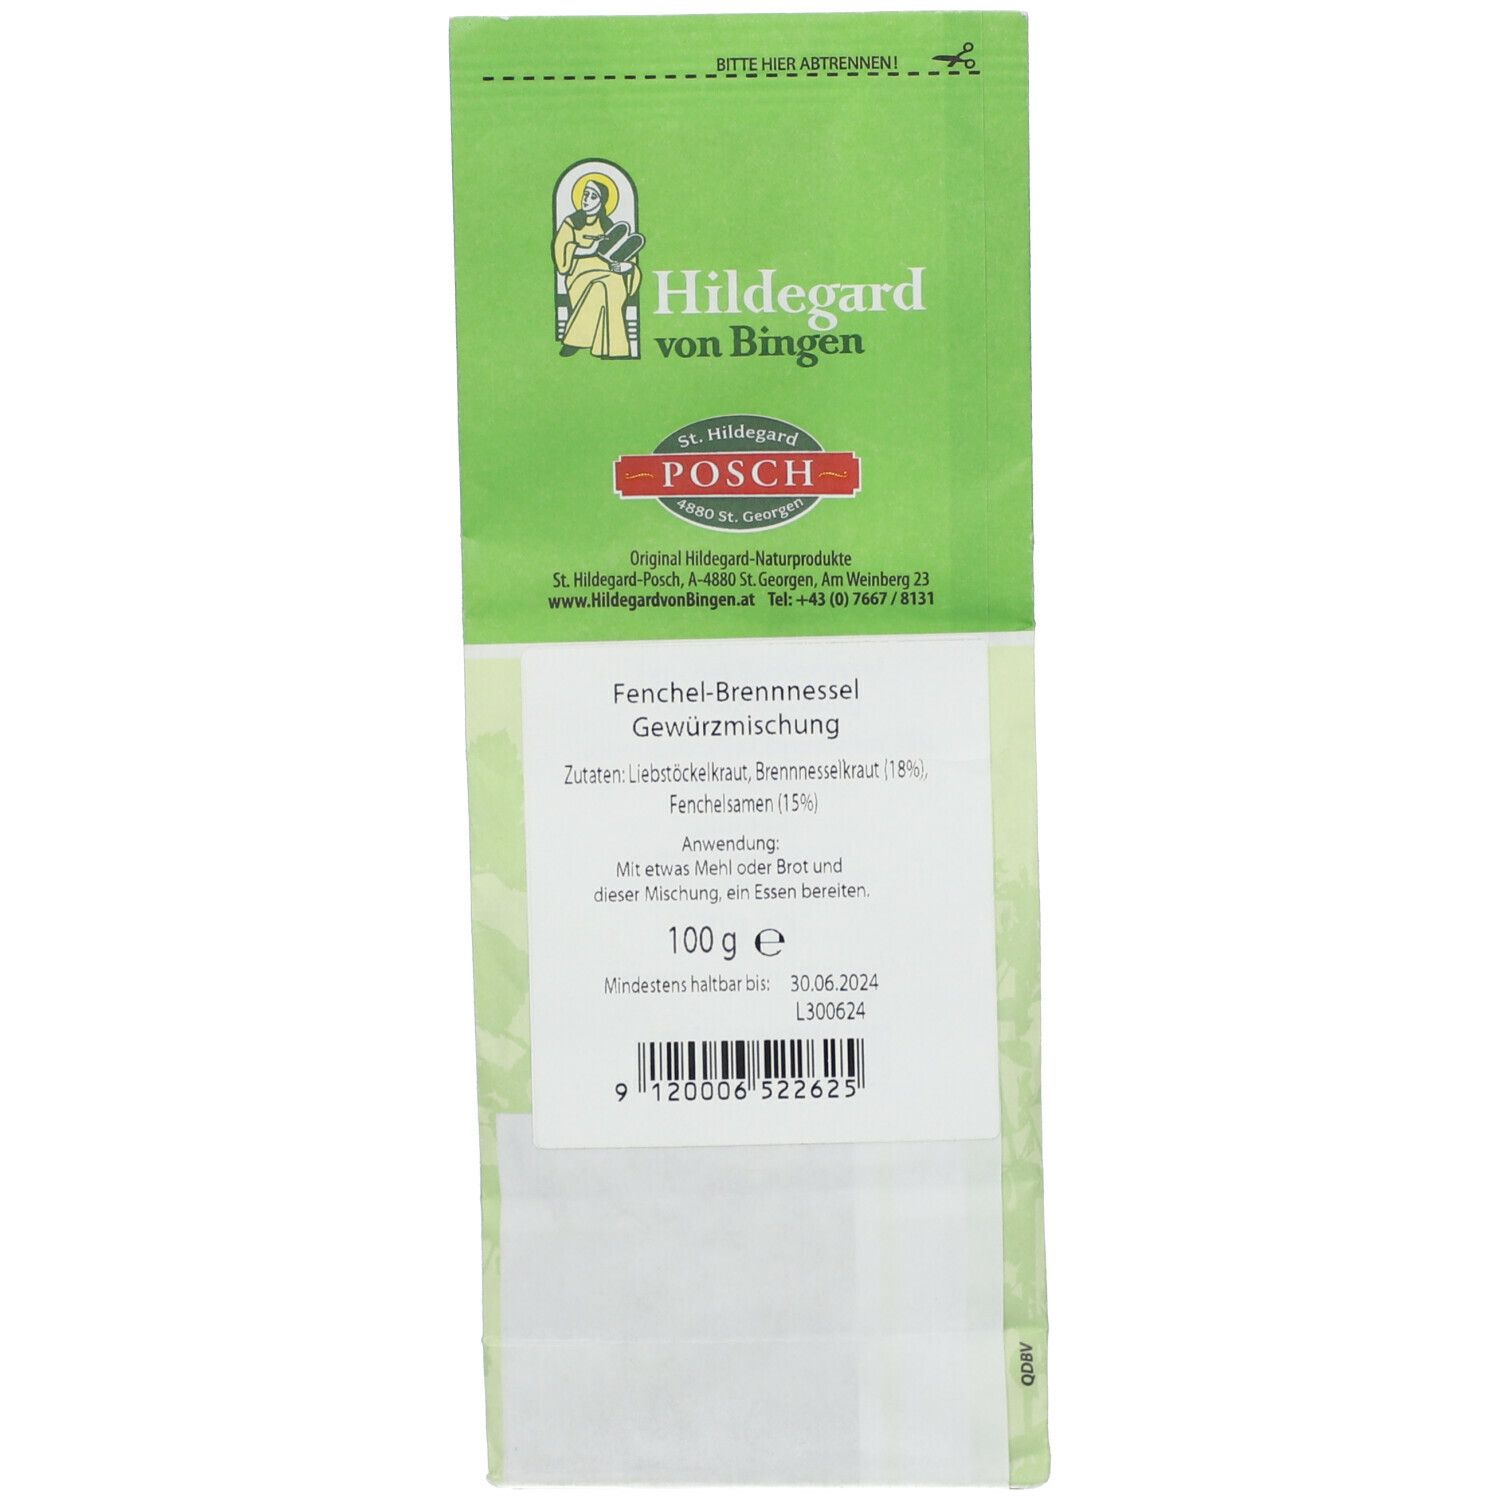 BITTE HIER ABTRENNEN!
Hildegard
von Bingen
St. Hildegard
POSCH
4880 St. Georgen
Original Hildegard-Naturprodukte
St. Hildegard-Posch, A-4880 St. Georgen, Am Weinberg 23
www.HildegardvonBingen.at Tel: +43 (0) 7667 / 8131
Fenchel-Brennnessel
Gewürzmischung
Zutaten: Liebstöckelkraut, Brennnesselkraut (18%),
Fenchelsamen (15%)
Anwendung:
Mit etwas Mehl oder Brot und
dieser Mischung, ein Essen bereiten.
100 g ℮
Mindestens haltbar bis: 30.06.2024
L300624
9 120006 522625
QDBV